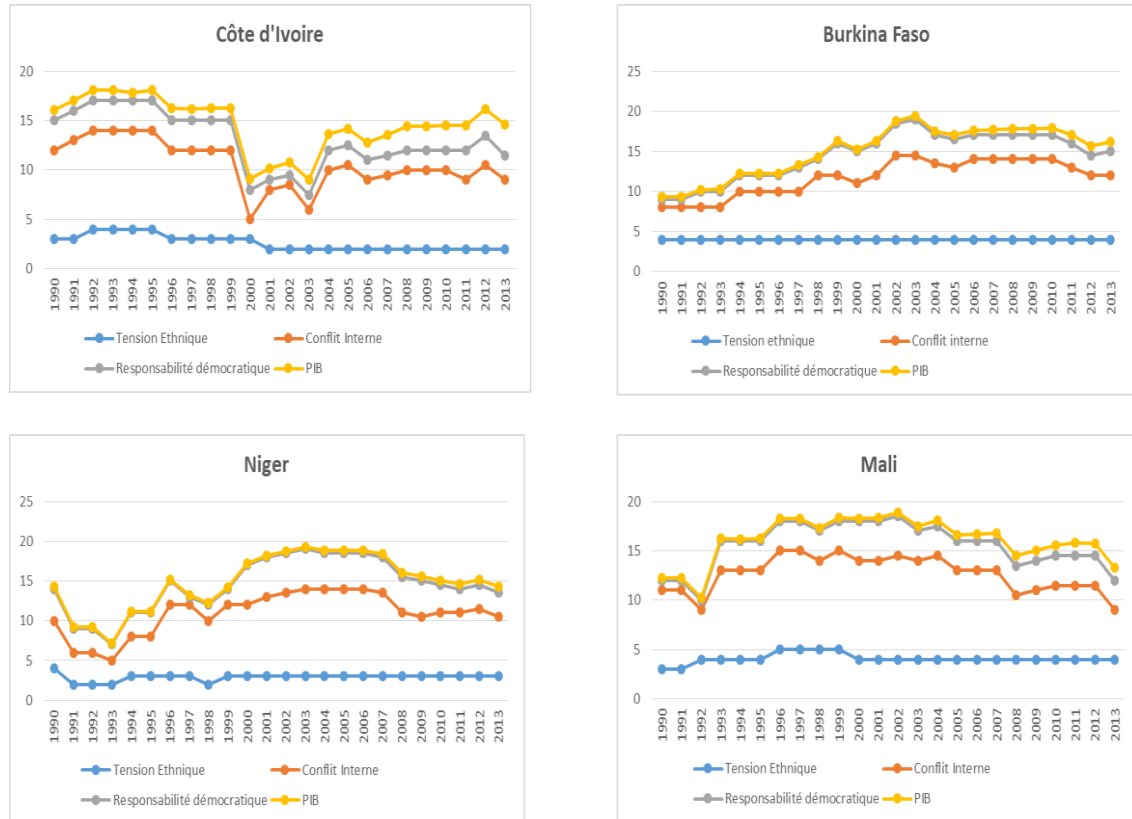 Côte d'Ivoire
20
15
10
5
0
1990 1991 1992 1993 1994 1995 1996 1997 1998 1999 2000 2001 2002 2003 2004 2005 2006 2007 2008 2009 2010 2011 2012 2013
Tension Ethnique Conflit Interne
Responsabilité démocratique PIB
Burkina Faso
25
20
15
10
5
0
1990 1991 1992 1993 1994 1995 1996 1997 1998 1999 2000 2001 2002 2003 2004 2005 2006 2007 2008 2009 2010 2011 2012 2013
Tension ethnique Conflit interne
Responsabilité démocratique PIB
Niger
25
20
15
10
5
0
1990 1991 1992 1993 1994 1995 1996 1997 1998 1999 2000 2001 2002 2003 2004 2005 2006 2007 2008 2009 2010 2011 2012 2013
Tension Ethnique Conflit Interne
Responsabilité démocratique PIB
Mali
20
15
10
5
0
1990 1991 1992 1993 1994 1995 1996 1997 1998 1999 2000 2001 2002 2003 2004 2005 2006 2007 2008 2009 2010 2011 2012 2013
Tension Ethnique Conflit Interne
Responsabilité démocratique PIB